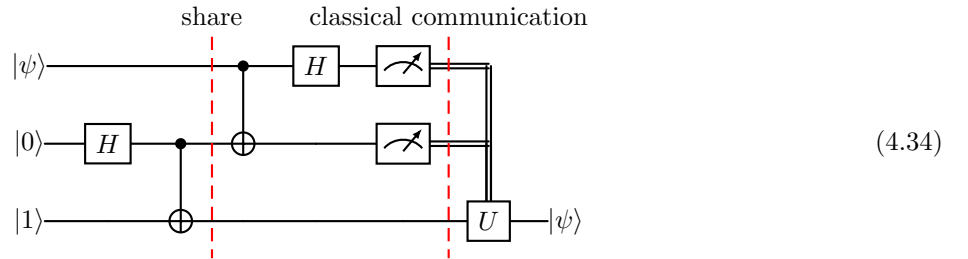 share classical communication
|ψ⟩ H
|0⟩ H (4.34)
|1⟩ U |ψ⟩